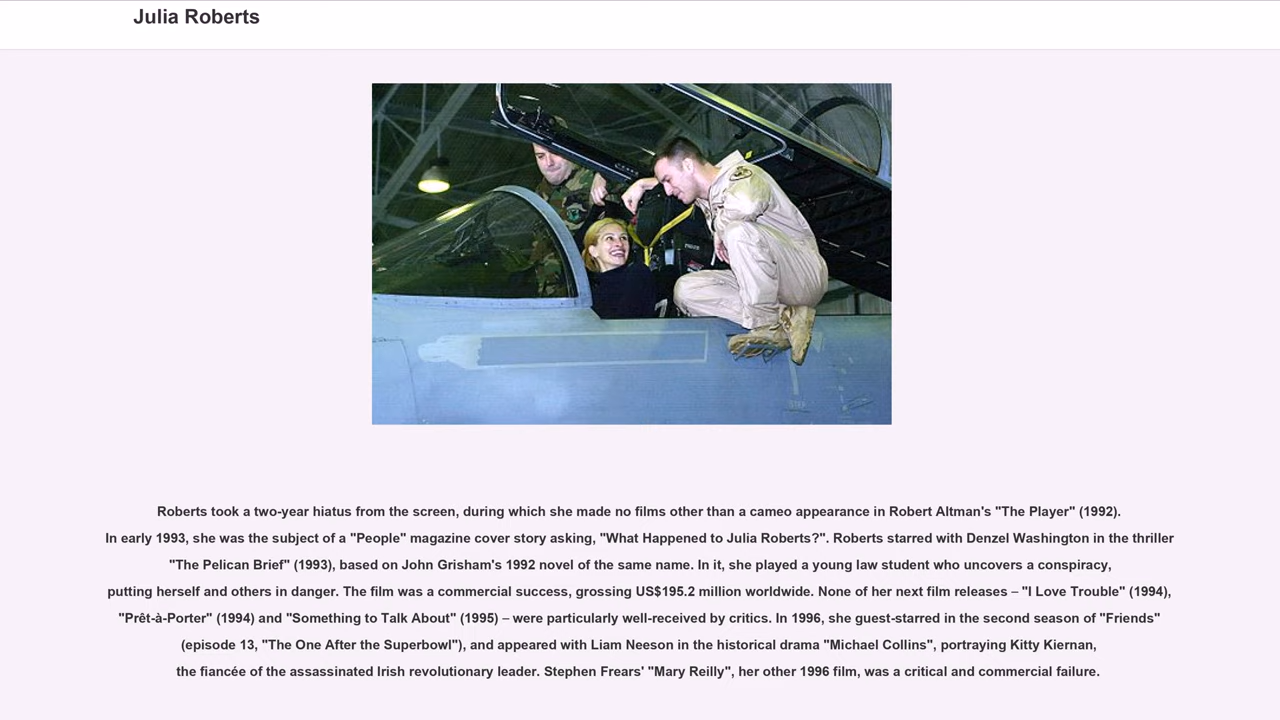 Julia Roberts
Roberts took a two-year hiatus from the screen, during which she made no films other than a cameo appearance in Robert Altman's "The Player" (1992).
In early 1993, she was the subject of a "People" magazine cover story asking, "What Happened to Julia Roberts?". Roberts starred with Denzel Washington in the thriller
"The Pelican Brief" (1993), based on John Grisham's 1992 novel of the same name. In it, she played a young law student who uncovers a conspiracy,
putting herself and others in danger. The film was a commercial success, grossing US$195.2 million worldwide. None of her next film releases – "I Love Trouble" (1994),
"Prêt-à-Porter" (1994) and "Something to Talk About" (1995) – were particularly well-received by critics. In 1996, she guest-starred in the second season of "Friends"
(episode 13, "The One After the Superbowl"), and appeared with Liam Neeson in the historical drama "Michael Collins", portraying Kitty Kiernan,
the fiancée of the assassinated Irish revolutionary leader. Stephen Frears' "Mary Reilly", her other 1996 film, was a critical and commercial failure.